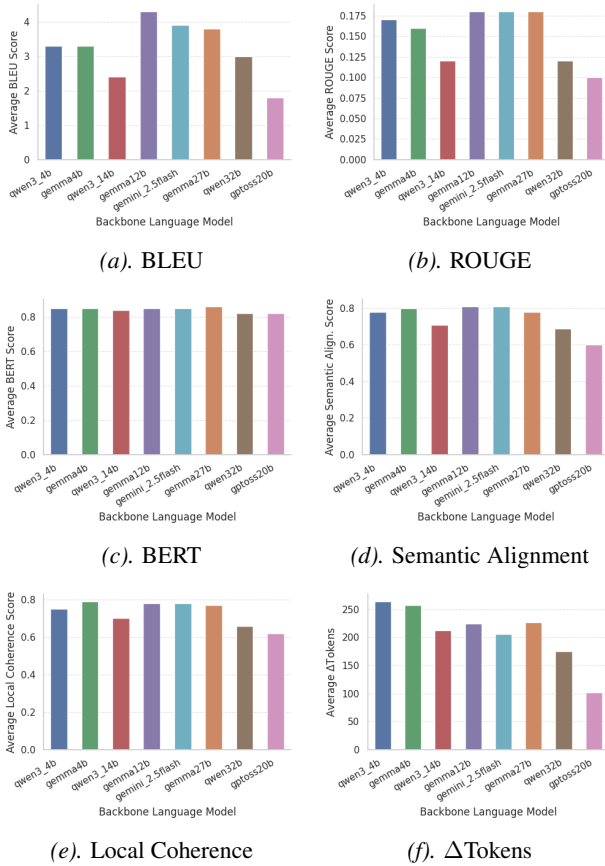 Average BLEU Score
4
3
2
1
0
qwen3_4b
gemma4b
qwen3_14b
gemma12b
gemini_2.5flash
gemma27b
qwen32b
gptoss20b
Backbone Language Model
(a). BLEU
Average ROUGE Score
0.175
0.150
0.125
0.100
0.075
0.050
0.025
0.000
qwen3_4b
gemma4b
qwen3_14b
gemma12b
gemini_2.5flash
gemma27b
qwen32b
gptoss20b
Backbone Language Model
(b). ROUGE
Average BERT Score
0.8
0.6
0.4
0.2
0.0
qwen3_4b
gemma4b
qwen3_14b
gemma12b
gemini_2.5flash
gemma27b
qwen32b
gptoss20b
Backbone Language Model
(c). BERT
Average Semantic Align. Score
0.8
0.6
0.4
0.2
0.0
qwen3_4b
gemma4b
qwen3_14b
gemma12b
gemini_2.5flash
gemma27b
qwen32b
gptoss20b
Backbone Language Model
(d). Semantic Alignment
Average Local Coherence Score
0.8
0.6
0.4
0.2
0.0
qwen3_4b
gemma4b
qwen3_14b
gemma12b
gemini_2.5flash
gemma27b
qwen32b
gptoss20b
Backbone Language Model
(e). Local Coherence
Average ΔTokens
250
200
150
100
50
0
qwen3_4b
gemma4b
qwen3_14b
gemma12b
gemini_2.5flash
gemma27b
qwen32b
gptoss20b
Backbone Language Model
(f). ΔTokens